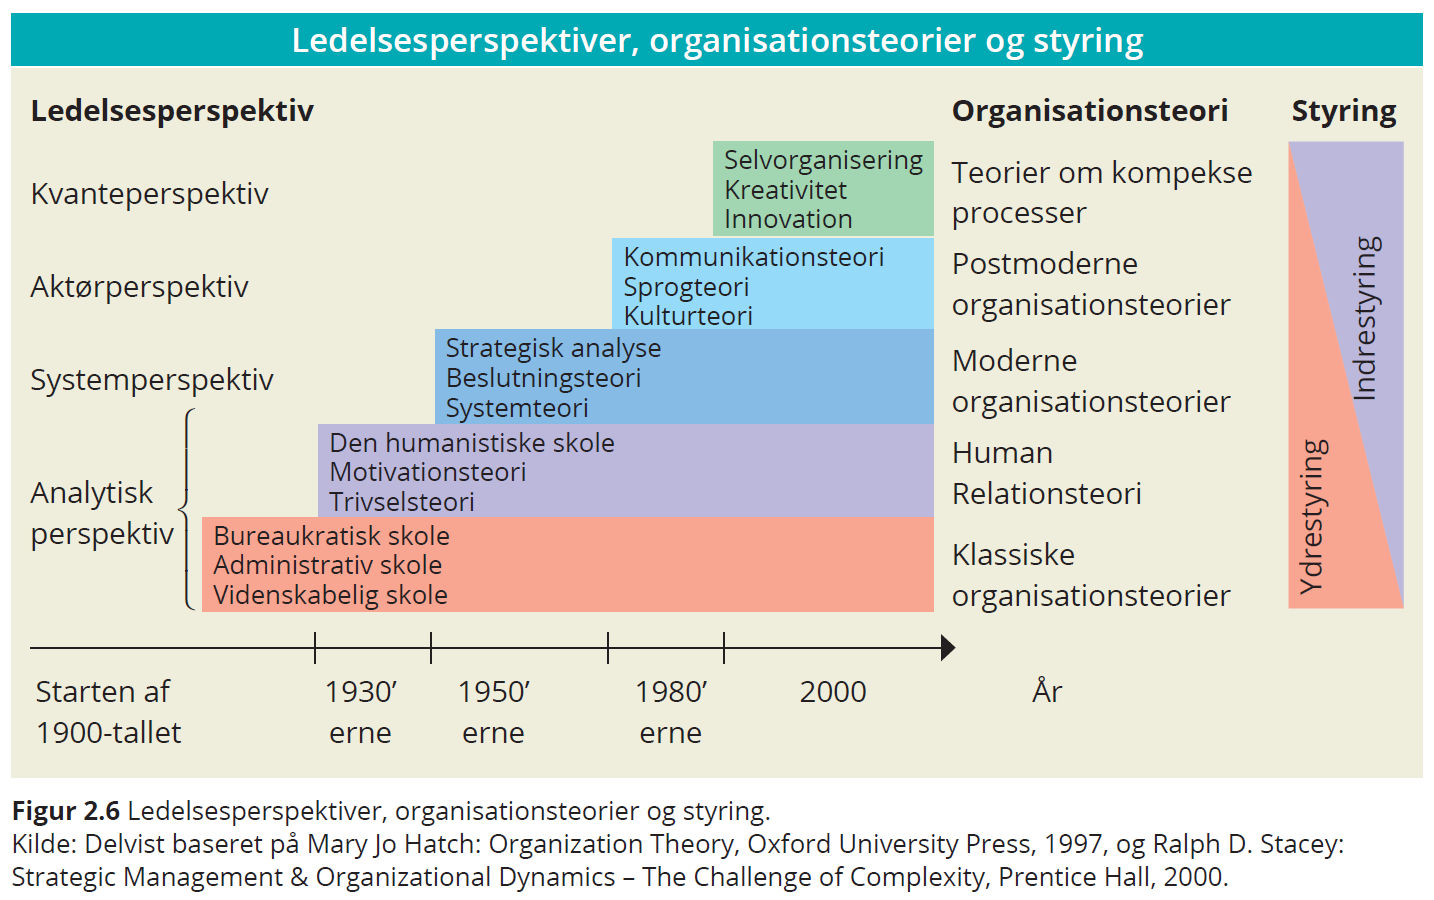 Ledelsesperspektiver, organisationsteorier og styring
Ledelsesperspektiv
Organisationsteori
Styring
Kvanteperspektiv
Selvorganisering
Kreativitet
Innovation
Teorier om kompekse
processer
Aktørperspektiv
Kommunikationsteori
Sprogteori
Kulturteori
Postmoderne
organisationsteorier
Systemperspektiv
Strategisk analyse
Beslutningsteori
Systemteori
Moderne
organisationsteorier
Analytisk
perspektiv
Den humanistiske skole
Motivationsteori
Trivselsteori
Human
Relationsteori
Bureaukratisk skole
Administrativ skole
Videnskabelig skole
Klassiske
organisationsteorier
Indrestyring
Ydrestyring
Starten af
1900-tallet
1930’
erne
1950’
erne
1980’
erne
2000
År
Figur 2.6 Ledelsesperspektiver, organisationsteorier og styring.
Kilde: Delvist baseret på Mary Jo Hatch: Organization Theory, Oxford University Press, 1997, og Ralph D. Stacey:
Strategic Management & Organizational Dynamics – The Challenge of Complexity, Prentice Hall, 2000.